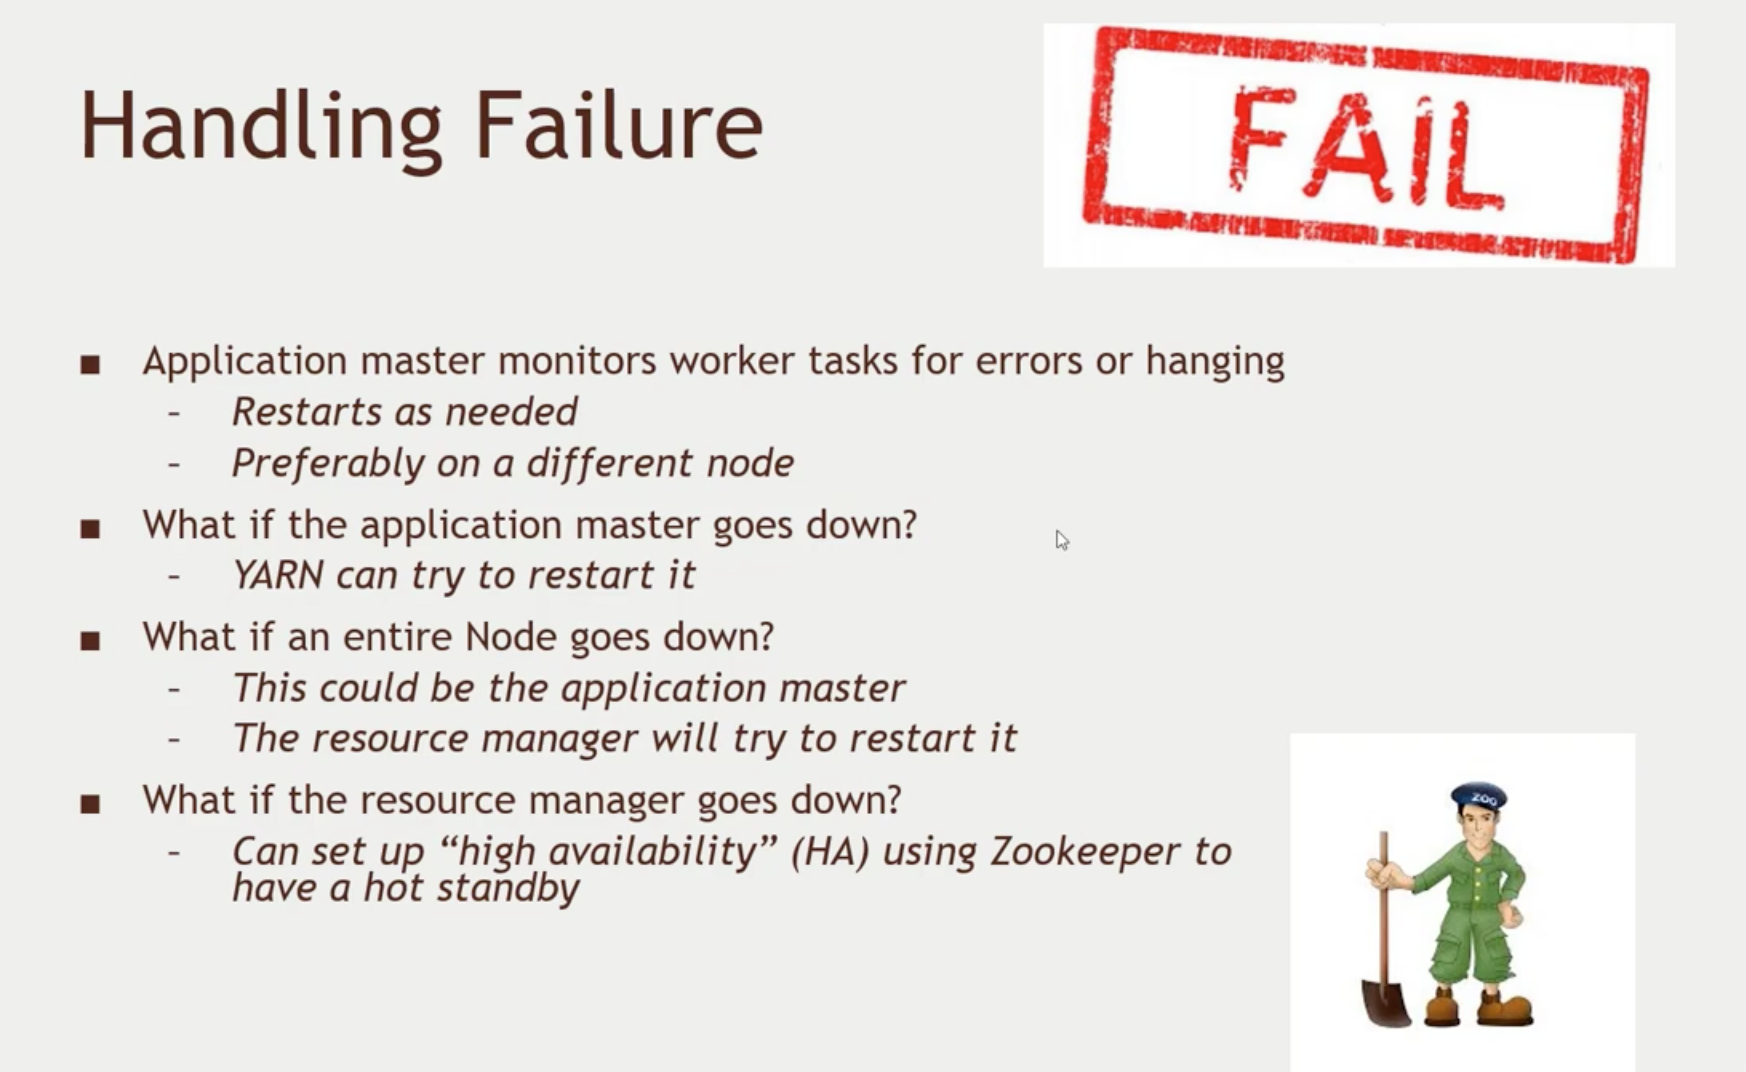 FAIL
Handling Failure
■ Application master monitors worker tasks for errors or hanging
– Restarts as needed
– Preferably on a different node
■ What if the application master goes down?
– YARN can try to restart it
■ What if an entire Node goes down?
– This could be the application master
– The resource manager will try to restart it
■ What if the resource manager goes down?
– Can set up “high availability” (HA) using Zookeeper to
have a hot standby
ZOO